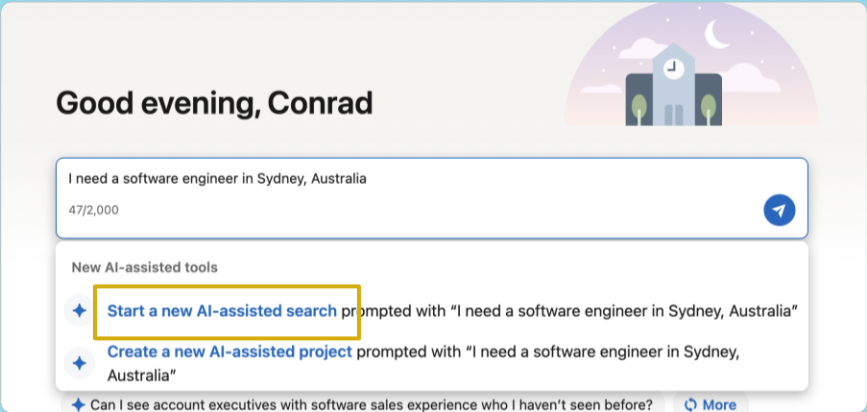 Good evening, Conrad
I need a software engineer in Sydney, Australia
47/2,000
New AI-assisted tools
Start a new AI-assisted search prompted with “I need a software engineer in Sydney, Australia”
Create a new AI-assisted project prompted with “I need a software engineer in Sydney,
Australia”
Can I see account executives with software sales experience who I haven’t seen before? More